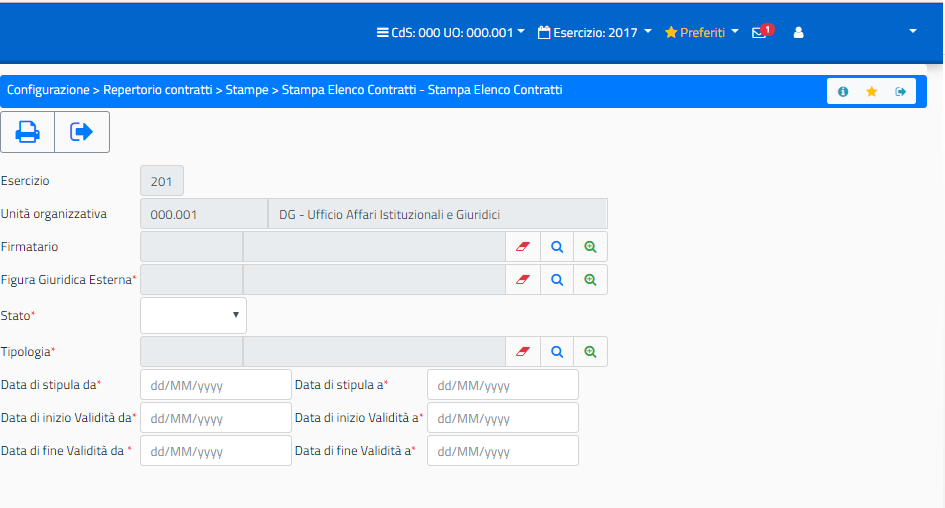 CdS: 000 UO: 000.001 Esercizio: 2017 Preferiti 1
Configurazione > Repertorio contratti > Stampe > Stampa Elenco Contratti - Stampa Elenco Contratti
Esercizio 201
Unità organizzativa 000.001 DG - Ufficio Affari Istituzionali e Giuridici
Firmatario
Figura Giuridica Esterna*
Stato*
Tipologia*
Data di stipula da* dd/MM/yyyy Data di stipula a* dd/MM/yyyy
Data di inizio Validità da* dd/MM/yyyy Data di inizio Validità a* dd/MM/yyyy
Data di fine Validità da * dd/MM/yyyy Data di fine Validità a* dd/MM/yyyy